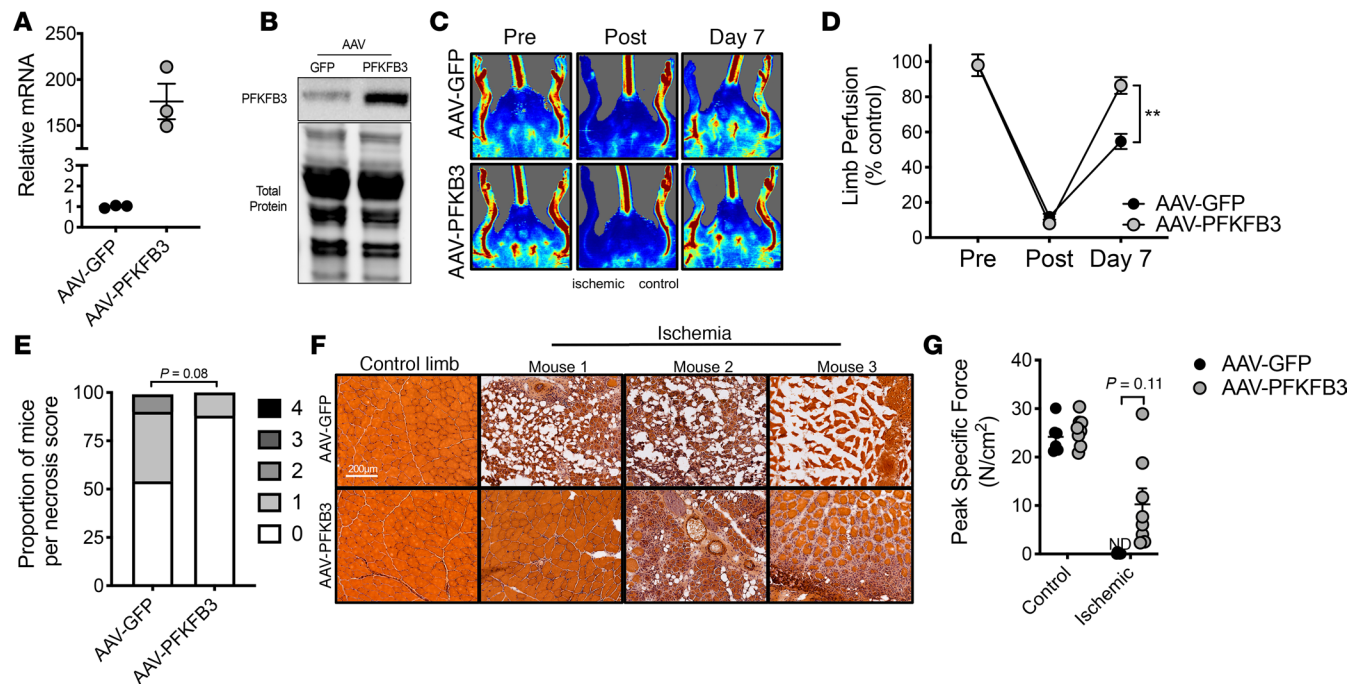 A
Relative mRNA
250
200
150
100
3
2
1
0
AAV-GFP
AAV-PFKFB3
B
AAV
GFP PFKFB3
PFKFB3
Total
Protein
C
Pre Post Day 7
AAV-GFP
AAV-PFKB3
ischemic control
D
Limb Perfusion
(% control)
100
80
60
40
20
0
Pre Post Day 7
**
AAV-GFP
AAV-PFKFB3
E
Proportion of mice
per necrosis score
100
75
50
25
0
P = 0.08
AAV-GFP
AAV-PFKFB3
4
3
2
1
0
F
Ischemia
Control limb Mouse 1 Mouse 2 Mouse 3
AAV-GFP
200µm
AAV-PFKB3
G
Peak Specific Force
(N/cm2)
40
30
20
10
0
P = 0.11
ND
Control
Ischemic
AAV-GFP
AAV-PFKFB3